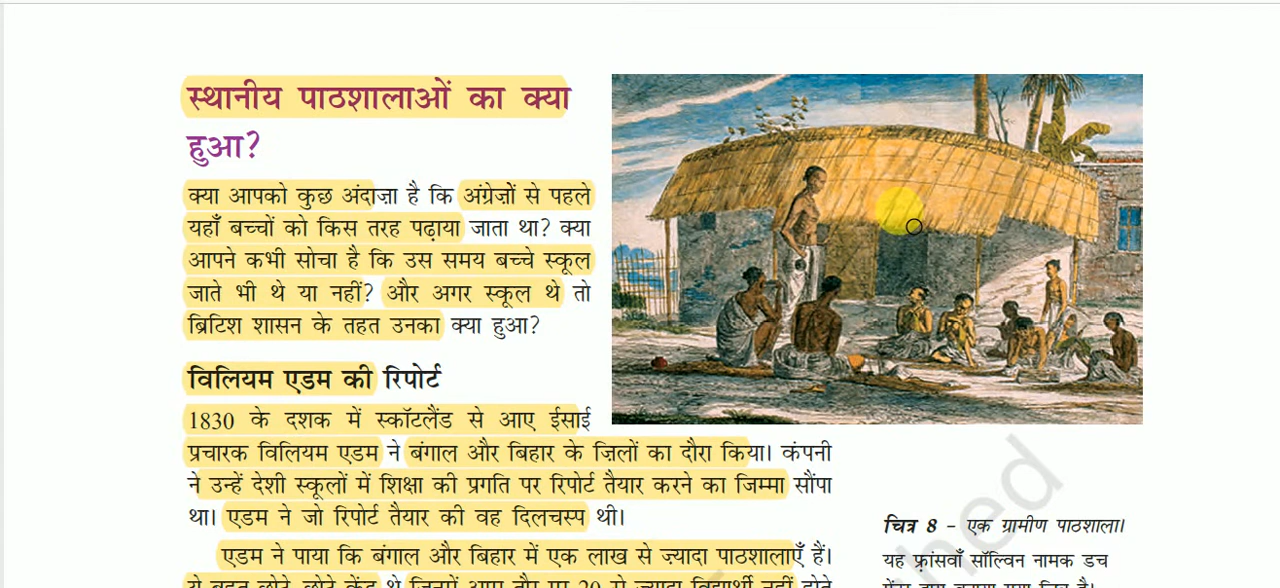 स्थानीय पाठशालाओं का क्या
हुआ?
क्या आपको कुछ अंदाज़ा है कि अंग्रेज़ों से पहले
यहाँ बच्चों को किस तरह पढ़ाया जाता था? क्या
आपने कभी सोचा है कि उस समय बच्चे स्कूल
जाते भी थे या नहीं? और अगर स्कूल थे तो
ब्रिटिश शासन के तहत उनका क्या हुआ?
विलियम एडम की रिपोर्ट
1830 के दशक में स्कॉटलैंड से आए ईसाई
प्रचारक विलियम एडम ने बंगाल और बिहार के ज़िलों का दौरा किया। कंपनी
ने उन्हें देशी स्कूलों में शिक्षा की प्रगति पर रिपोर्ट तैयार करने का जिम्मा सौंपा
था। एडम ने जो रिपोर्ट तैयार की वह दिलचस्प थी।
एडम ने पाया कि बंगाल और बिहार में एक लाख से ज़्यादा पाठशालाएँ हैं।
चित्र 8 - एक ग्रामीण पाठशाला।
यह फ़्रांसवाँ सॉल्विन नामक डच